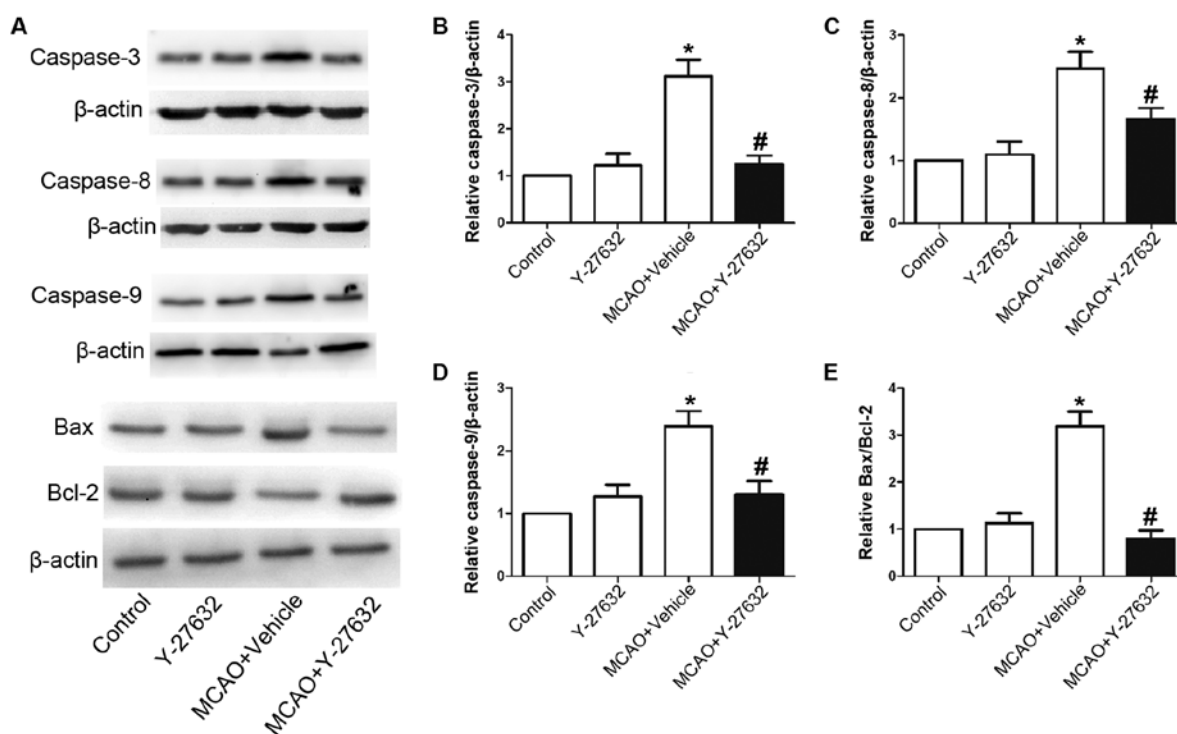 A
Caspase-3
β-actin
Caspase-8
β-actin
Caspase-9
β-actin
Bax
Bcl-2
β-actin
Control
Y-27632
MCAO+Vehicle
MCAO+Y-27632
B
Relative caspase-3/β-actin
4
3
2
1
0
*
#
Control
Y-27632
MCAO+Vehicle
MCAO+Y-27632
C
Relative caspase-8/β-actin
3
2
1
0
*
#
Control
Y-27632
MCAO+Vehicle
MCAO+Y-27632
D
Relative caspase-9/β-actin
3
2
1
0
*
#
Control
Y-27632
MCAO+Vehicle
MCAO+Y-27632
E
Relative Bax/Bcl-2
4
3
2
1
0
*
#
Control
Y-27632
MCAO+Vehicle
MCAO+Y-27632